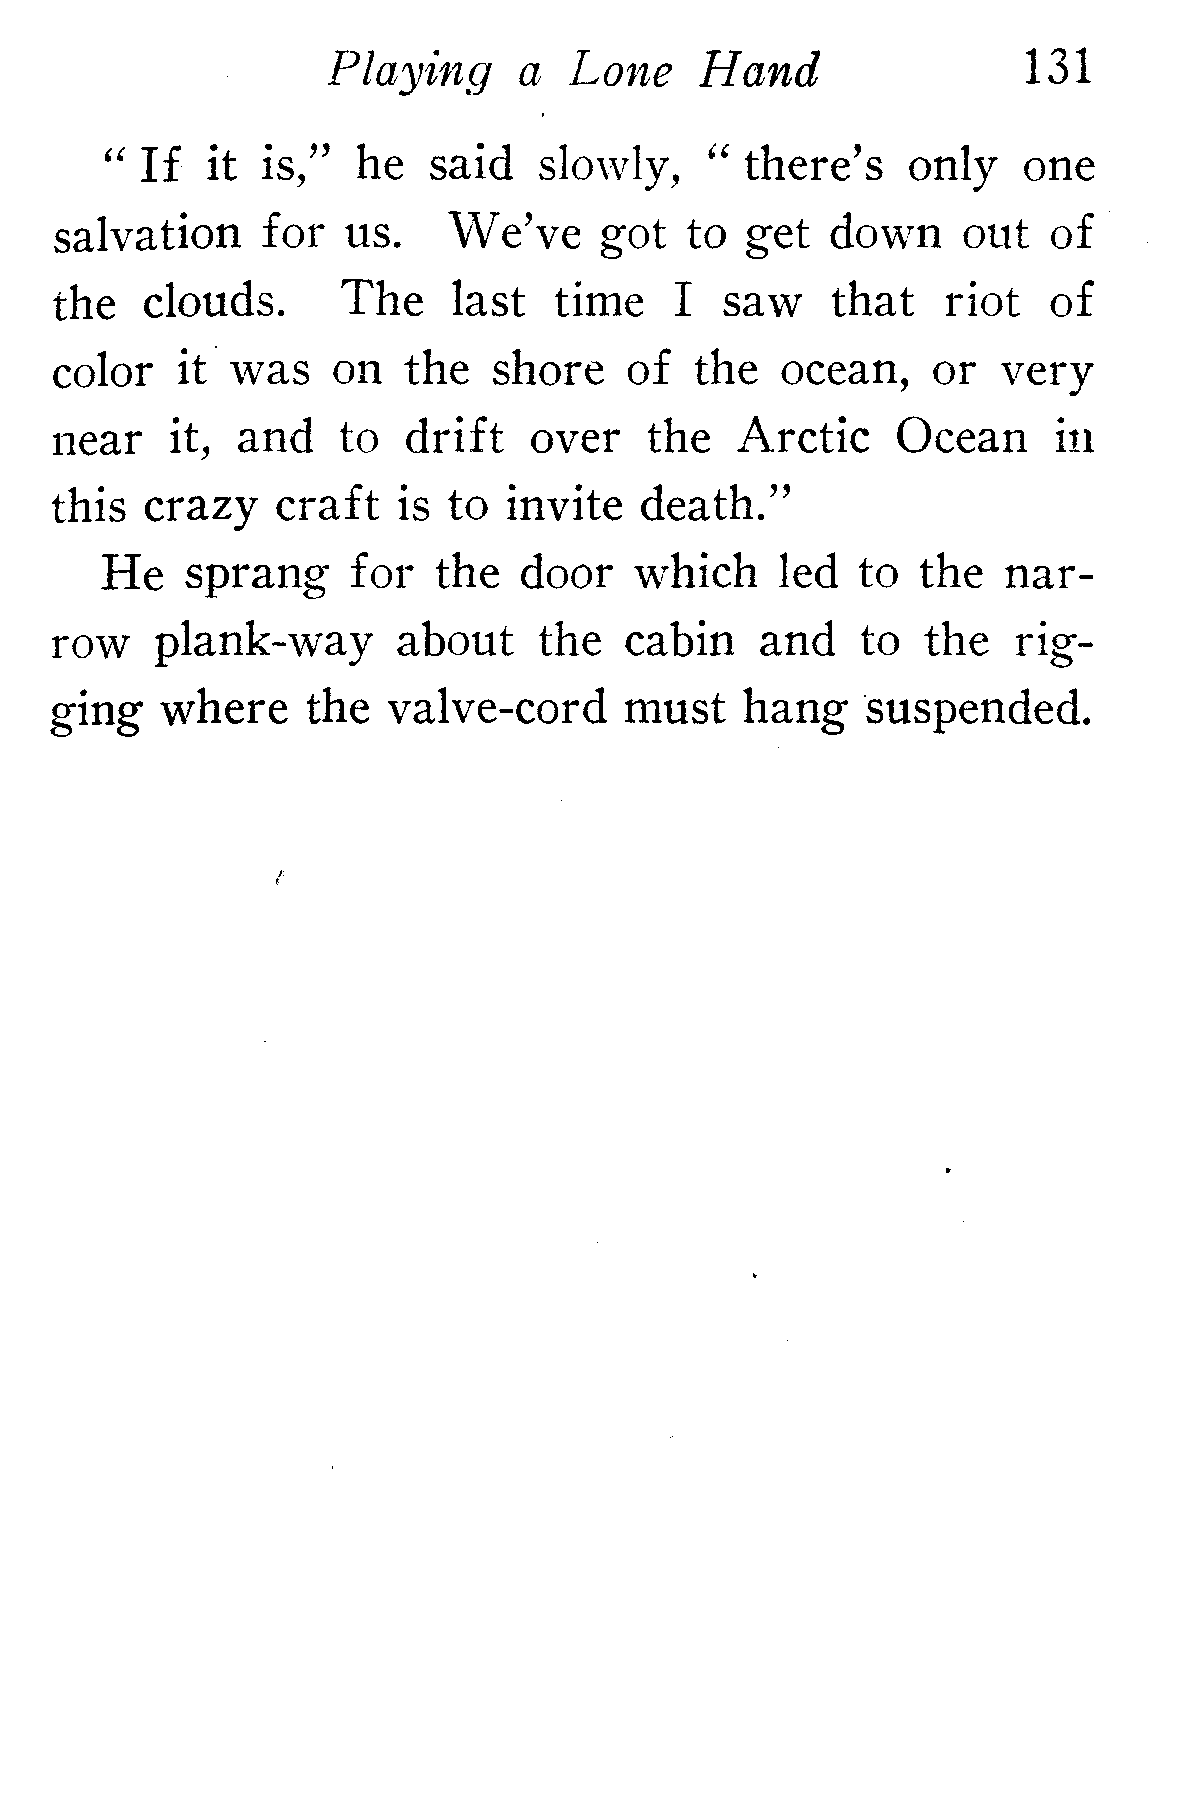 Playing a Lone Hand 131
“ If it is,” he said slowly, “ there’s only one
salvation for us. We’ve got to get down out of
the clouds. The last time I saw that riot of
color it was on the shore of the ocean, or very
near it, and to drift over the Arctic Ocean in
this crazy craft is to invite death.”
He sprang for the door which led to the nar-
row plank-way about the cabin and to the rig-
ging where the valve-cord must hang suspended.